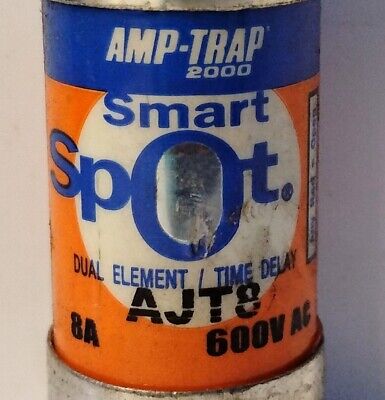 AMP-TRAP®
2000
Smart
Spot®
DUAL ELEMENT / TIME DELAY
AJT8
8A 600V AC